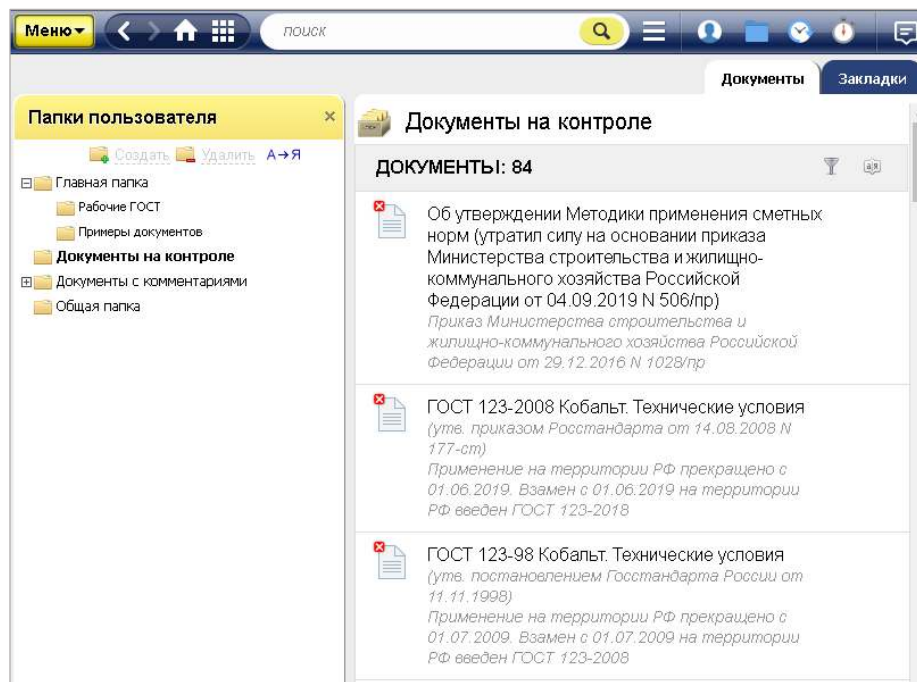 Меню
поиск
Документы
Закладки
Папки пользователя
Создать Удалить А→Я
Главная папка
Рабочие ГОСТ
Примеры документов
Документы на контроле
Документы с комментариями
Общая папка
Документы на контроле
ДОКУМЕНТЫ: 84
Об утверждении Методики применения сметных
норм (утратил силу на основании приказа
Министерства строительства и жилищно-
коммунального хозяйства Российской
Федерации от 04.09.2019 N 506/пр)
Приказ Министерства строительства и
жилищно-коммунального хозяйства Российской
Федерации от 29.12.2016 N 1028/пр
ГОСТ 123-2008 Кобальт. Технические условия
(утв. приказом Росстандарта от 14.08.2008 N
177-ст)
Применение на территории РФ прекращено с
01.06.2019. Взамен с 01.06.2019 на территории
РФ введен ГОСТ 123-2018
ГОСТ 123-98 Кобальт. Технические условия
(утв. постановлением Госстандарта России от
11.11.1998)
Применение на территории РФ прекращено с
01.07.2009. Взамен с 01.07.2009 на территории
РФ введен ГОСТ 123-2008